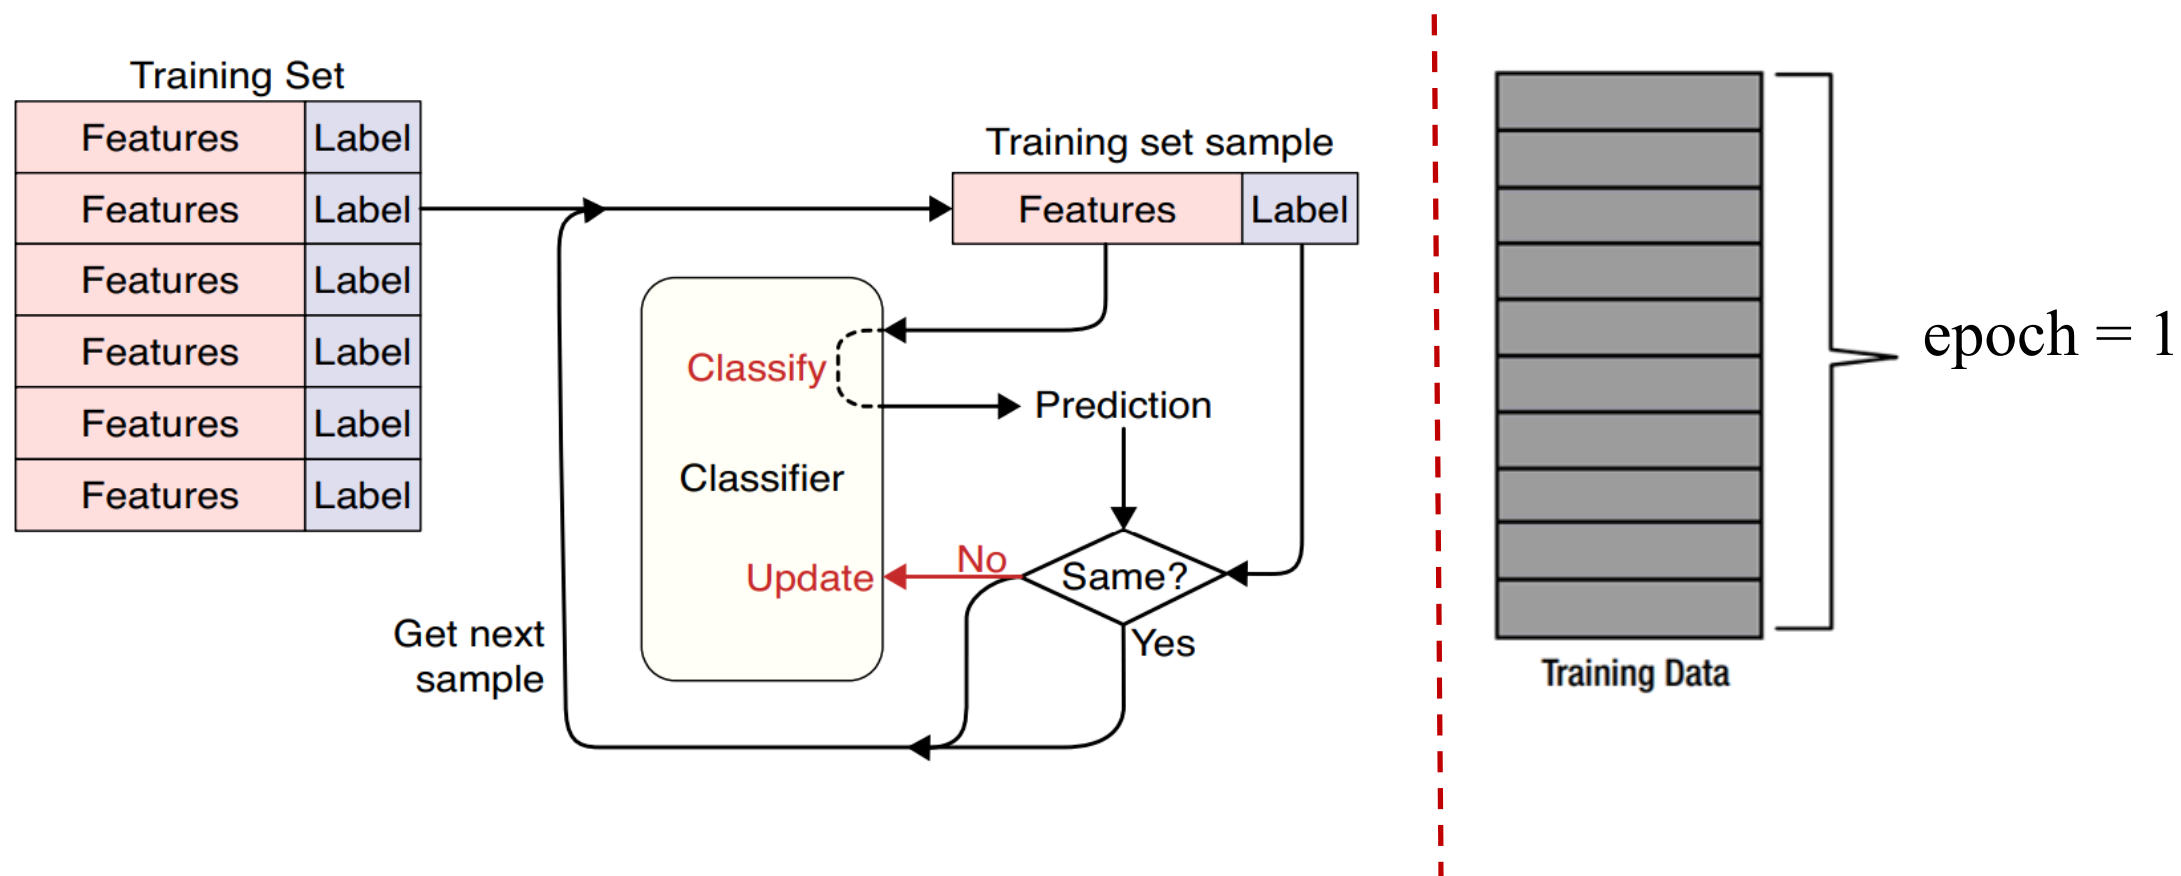 Training Set
Features Label
Features Label
Features Label
Features Label
Features Label
Features Label
Training set sample
Features Label
Classify
Prediction
Classifier
No
Update
Same?
Yes
Get next
sample
epoch = 1
Training Data